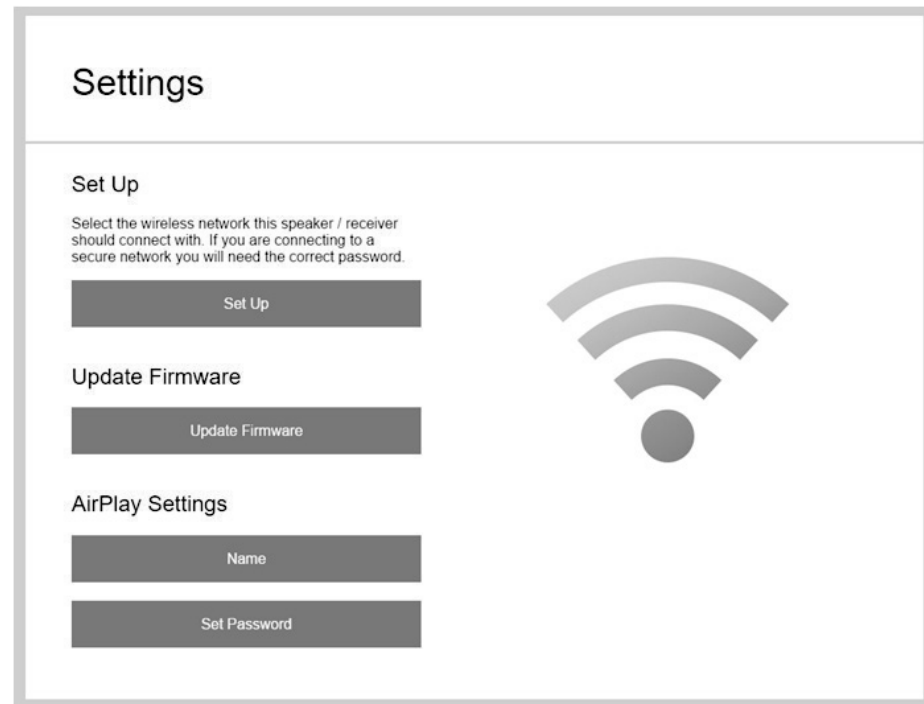 Settings
Set Up
Select the wireless network this speaker / receiver
should connect with. If you are connecting to a
secure network you will need the correct password.
Set Up
Update Firmware
Update Firmware
AirPlay Settings
Name
Set Password